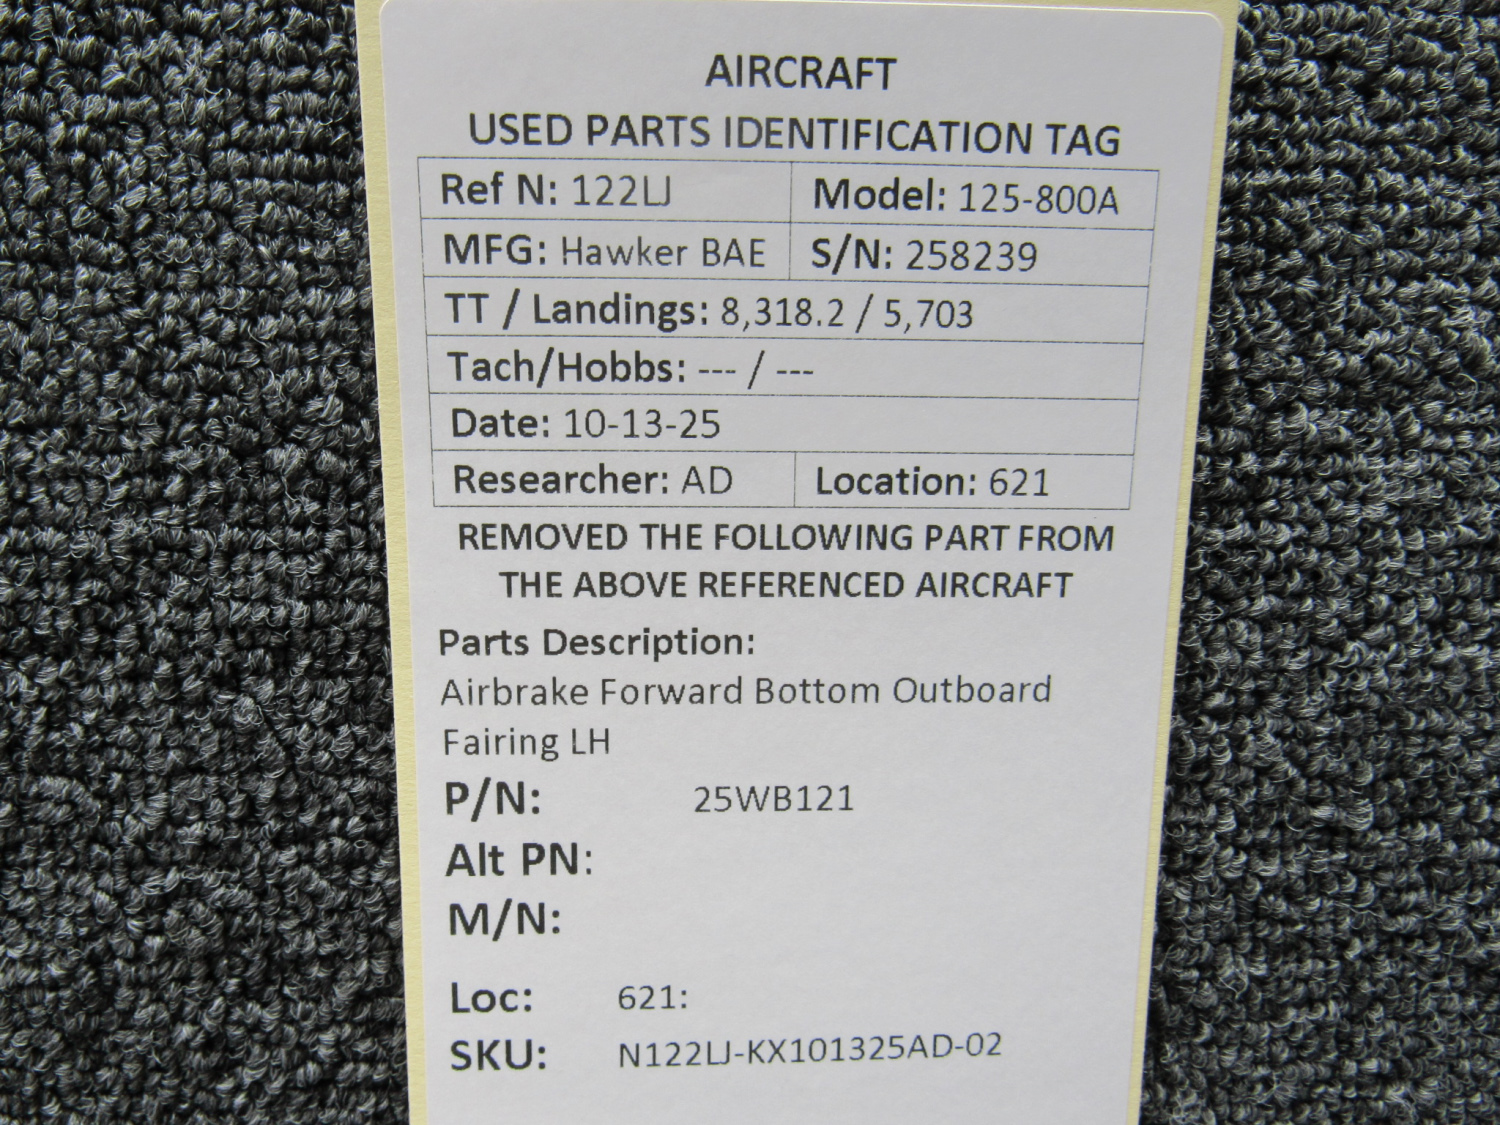 AIRCRAFT
USED PARTS IDENTIFICATION TAG
Ref N: 122LJ Model: 125-800A
MFG: Hawker BAE S/N: 258239
TT / Landings: 8,318.2 / 5,703
Tach/Hobbs: --- / ---
Date: 10-13-25
Researcher: AD Location: 621
REMOVED THE FOLLOWING PART FROM
THE ABOVE REFERENCED AIRCRAFT
Parts Description:
Airbrake Forward Bottom Outboard
Fairing LH
P/N: 25WB121
Alt PN:
M/N:
Loc: 621:
SKU: N122LJ-KX101325AD-02